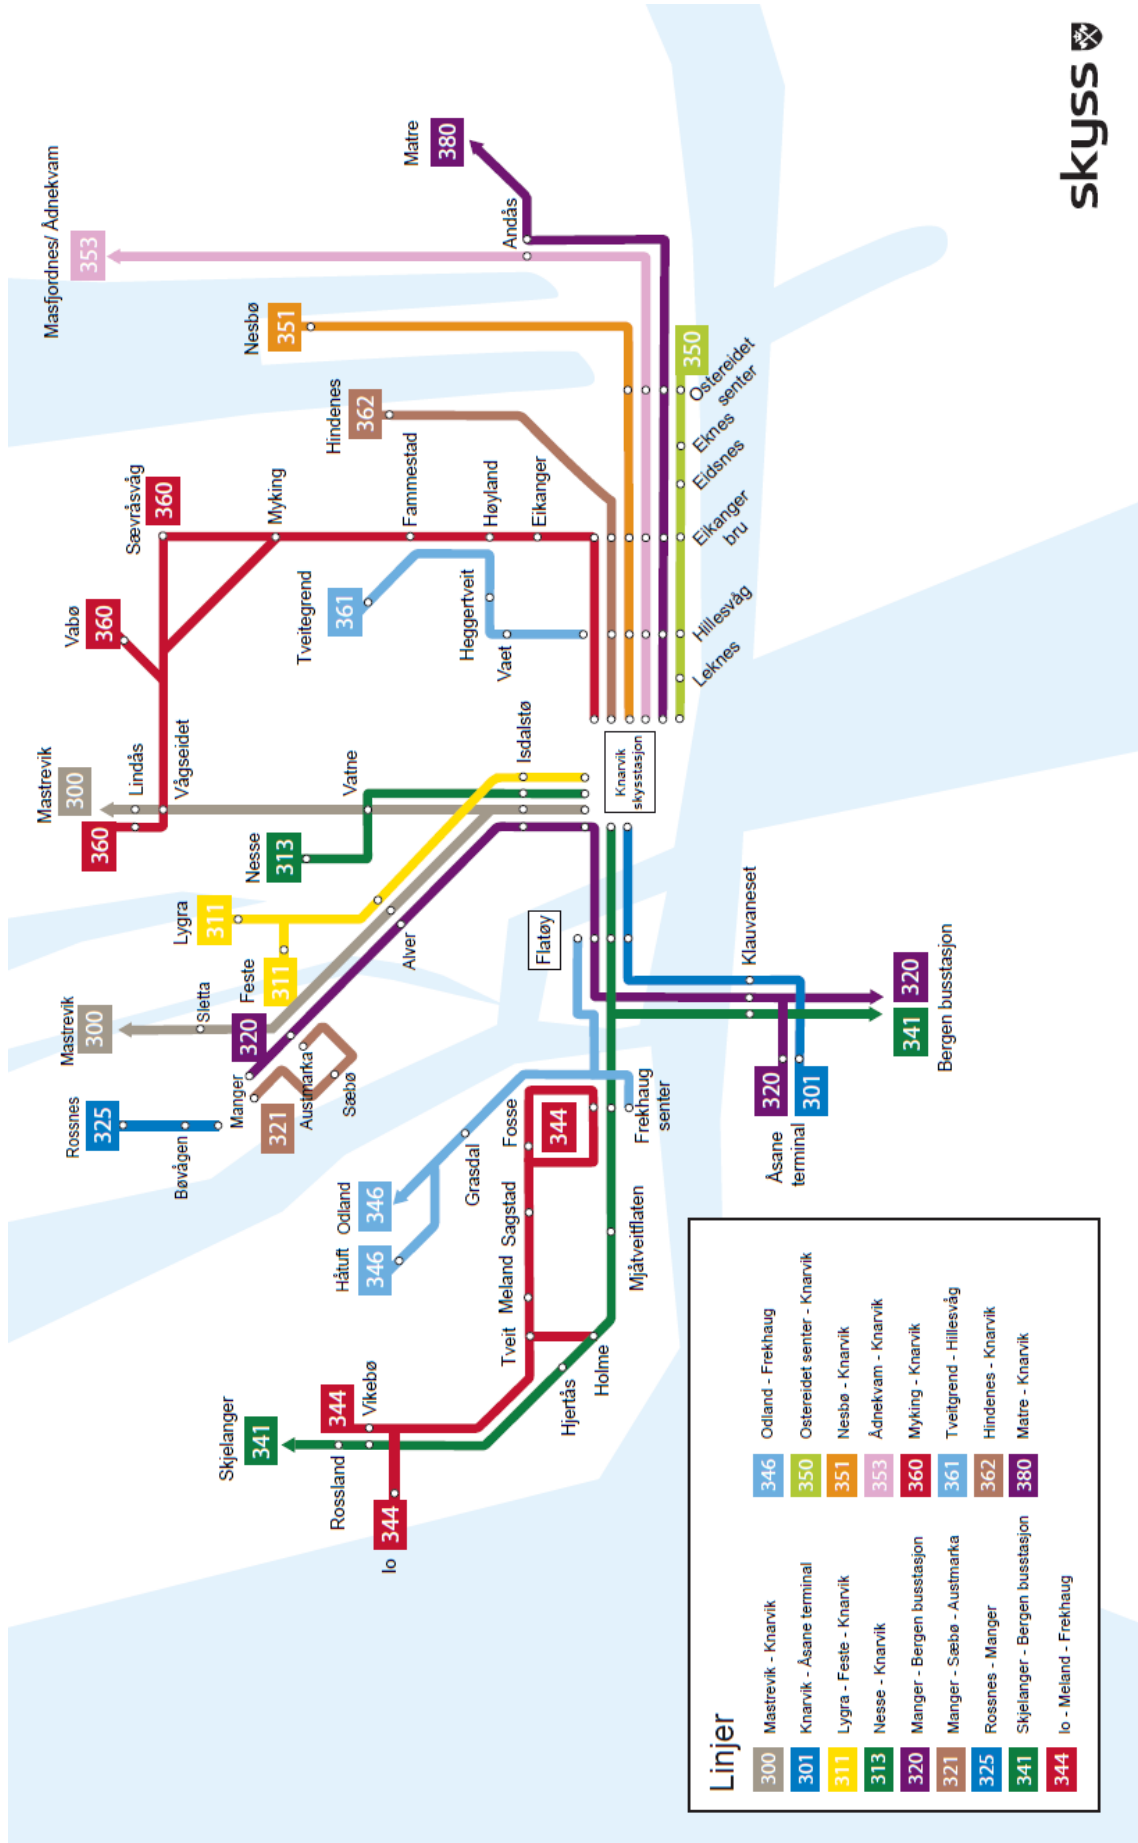 skyss
Masfjordnes/ Ådnekvam
353
Matre
380
Andås
Nesbø
351
Hindenes
362
Sævråsvåg
360
Myking
Fammestad
Høyland
Eikanger
Vabø
360
Tveitegrend
361
Heggertveit
Vaet
350
Ostereidet
senter
Eknes
Eidsnes
Eikanger
bru
Hillesvåg
Leknes
Mastrevik
300
Lindås
Vågseidet
360
Vatne
Isdalstø
Knarvik
skysstasjon
Nesse
313
Lygra
311
Feste
311
Alver
Flatøy
Klauvaneset
Mastrevik
300
Sletta
320
Manger
Austmarka
321
Sæbø
Rossnes
325
Bøvågen
320
341
Bergen busstasjon
320
301
Åsane
terminal
Frekhaug
senter
Fosse
344
Grasdal
Odland
346
Håtuft
346
Sagstad
Meland
Tveit
Mjåtveitflaten
Holme
Hjertås
Vikebø
344
Skjelanger
341
Rossland
344
Io
Linjer
300 Mastrevik - Knarvik
301 Knarvik - Åsane terminal
311 Lygra - Feste - Knarvik
313 Nesse - Knarvik
320 Manger - Bergen busstasjon
321 Manger - Sæbø - Austmarka
325 Rossnes - Manger
341 Skjelanger - Bergen busstasjon
344 Io - Meland - Frekhaug
346 Odland - Frekhaug
350 Ostereidet senter - Knarvik
351 Nesbø - Knarvik
353 Ådnekvam - Knarvik
360 Myking - Knarvik
361 Tveitgrend - Hillesvåg
362 Hindenes - Knarvik
380 Matre - Knarvik